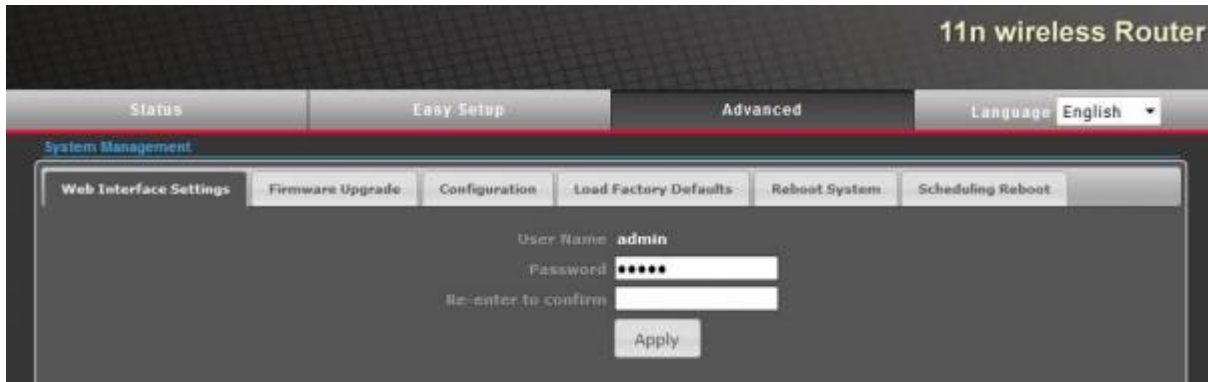 11n wireless Router
Status Easy Setup Advanced Language English
System Management
Web Interface Settings Firmware Upgrade Configuration Load Factory Defaults Reboot System Scheduling Reboot
User Name admin
Password •••••
Re-enter to confirm
Apply